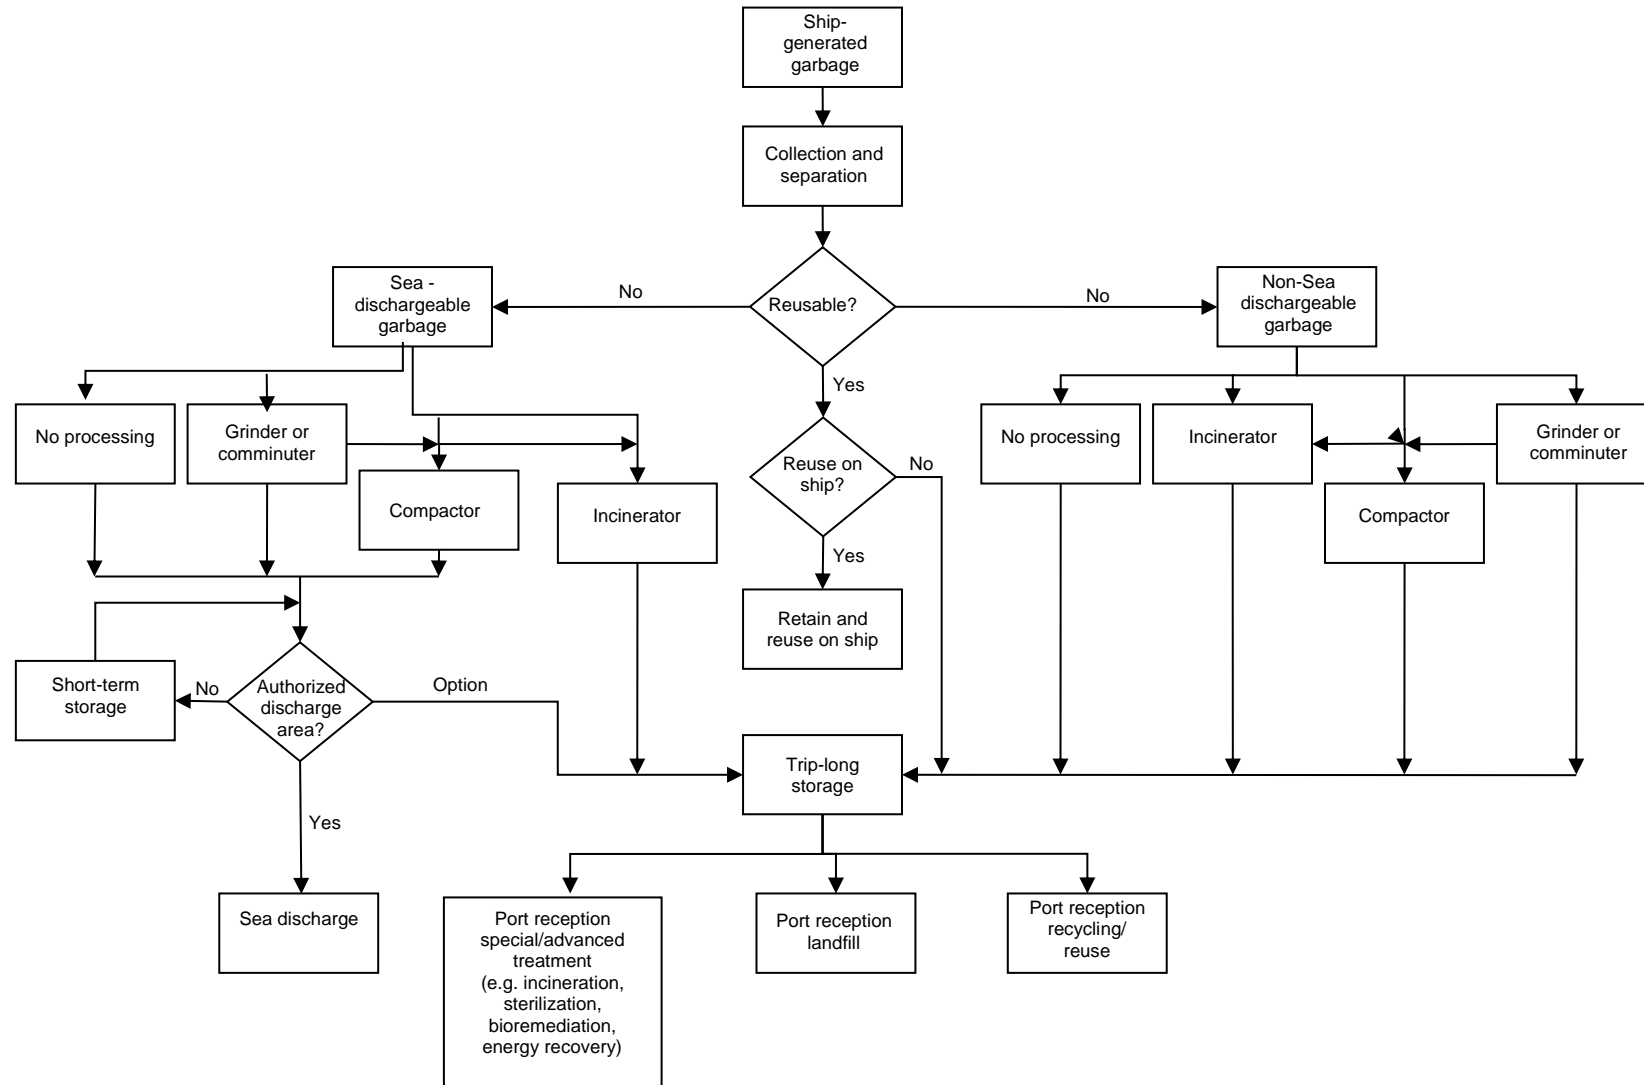 Ship-
generated
garbage
Collection and
separation
Sea -
dischargeable
garbage
No
Reusable?
No
Non-Sea
dischargeable
garbage
Yes
No processing
Grinder or
comminuter
Compactor
Incinerator
Reuse on
ship?
No
No processing
Incinerator
Compactor
Grinder or
comminuter
Yes
Retain and
reuse on ship
Short-term
storage
No
Authorized
discharge
area?
Option
Trip-long
storage
Yes
Sea discharge
Port reception
special/advanced
treatment
(e.g. incineration,
sterilization,
bioremediation,
energy recovery)
Port reception
landfill
Port reception
recycling/
reuse